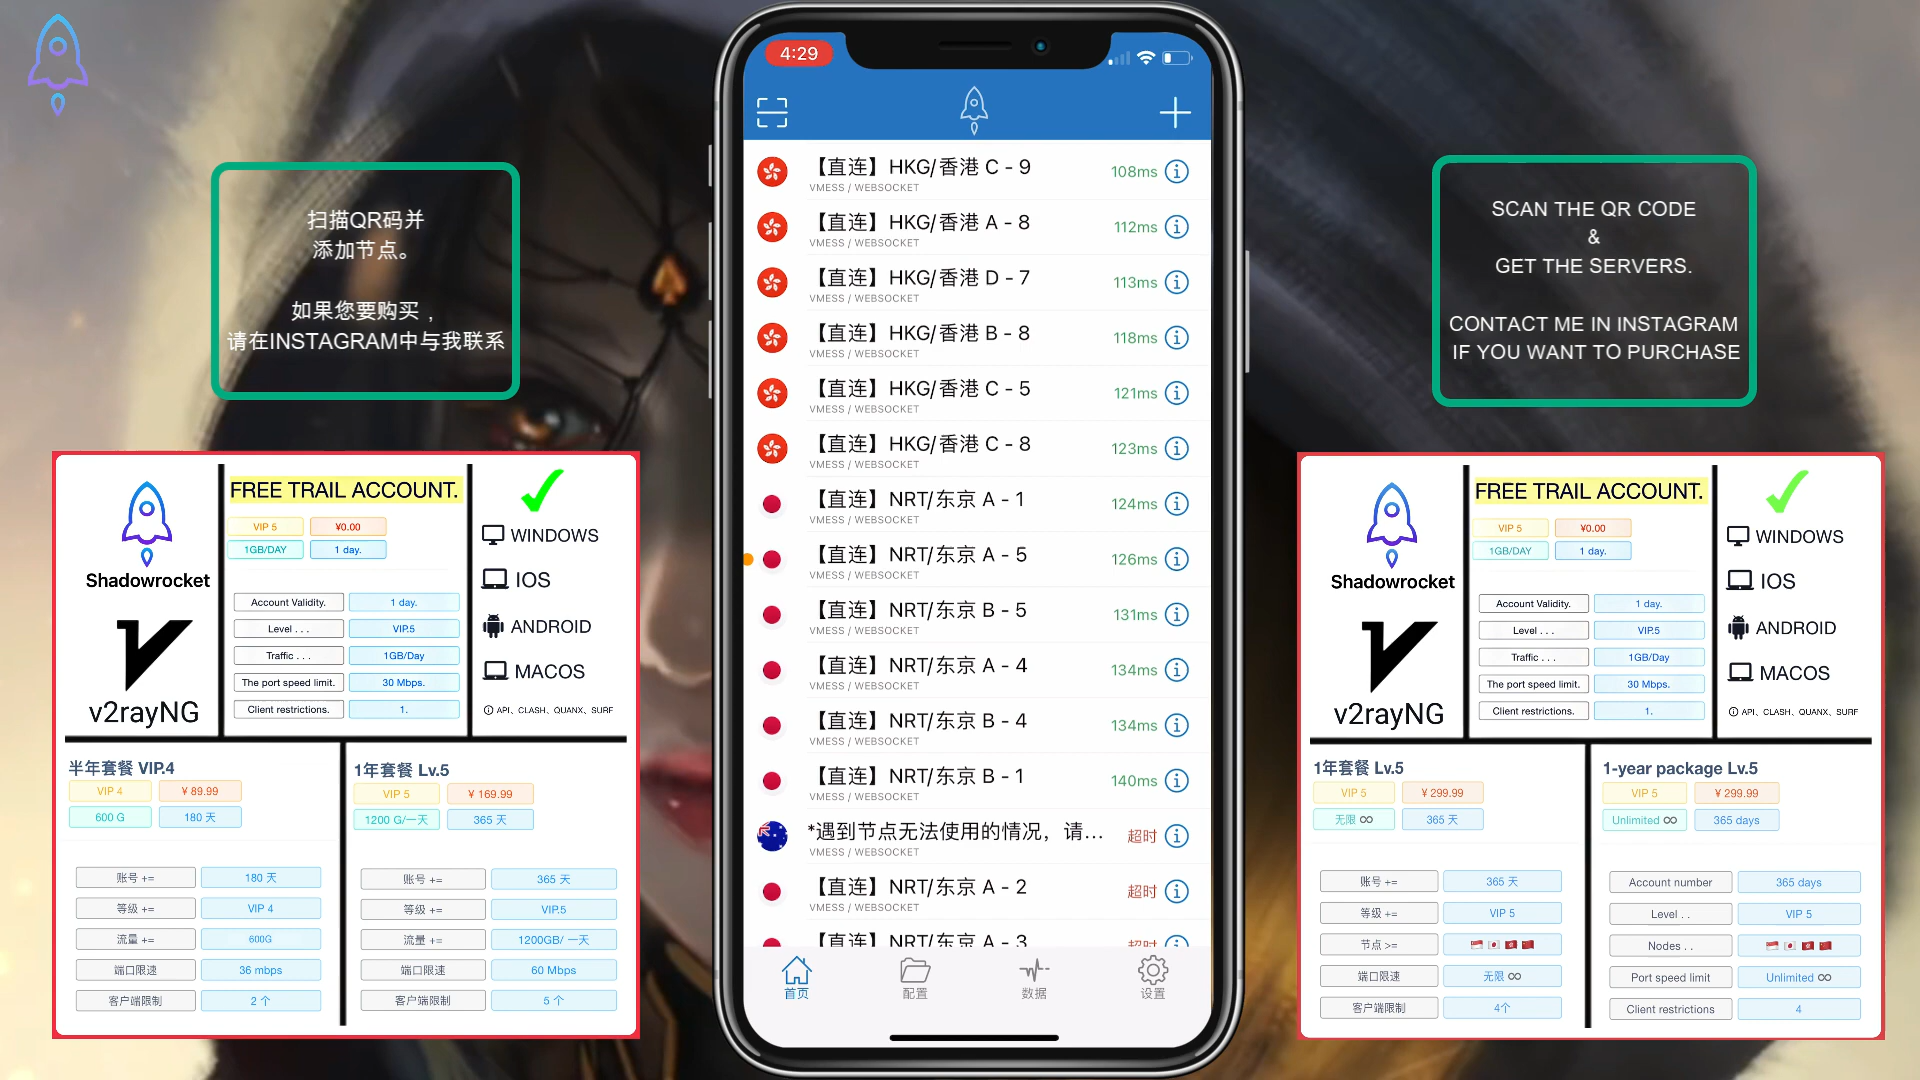 扫描QR码并
添加节点。
如果您要购买，
请在INSTAGRAM中与我联系
FREE TRAIL ACCOUNT.
VIP 5
¥0.00
1GB/DAY
1 day.
Account Validity.
1 day.
Level . . .
VIP.5
Traffic . . .
1GB/Day
The port speed limit.
30 Mbps.
Client restrictions.
1.
Shadowrocket
v2rayNG
WINDOWS
IOS
ANDROID
MACOS
API、CLASH、QUANX、SURF
半年套餐 VIP.4
VIP 4
¥ 89.99
600 G
180 天
账号 +=
180 天
等级 +=
VIP 4
流量 +=
600G
端口限速
36 mbps
客户端限制
2 个
1年套餐 Lv.5
VIP 5
¥ 169.99
1200 G/一天
365 天
账号 +=
365 天
等级 +=
VIP.5
流量 +=
1200GB/ 一天
端口限速
60 Mbps
客户端限制
5 个
4:29
【直连】HKG/香港 C - 9
VMESS / WEBSOCKET
108ms
【直连】HKG/香港 A - 8
VMESS / WEBSOCKET
112ms
【直连】HKG/香港 D - 7
VMESS / WEBSOCKET
113ms
【直连】HKG/香港 B - 8
VMESS / WEBSOCKET
118ms
【直连】HKG/香港 C - 5
VMESS / WEBSOCKET
121ms
【直连】HKG/香港 C - 8
VMESS / WEBSOCKET
123ms
【直连】NRT/东京 A - 1
VMESS / WEBSOCKET
124ms
【直连】NRT/东京 A - 5
VMESS / WEBSOCKET
126ms
【直连】NRT/东京 B - 5
VMESS / WEBSOCKET
131ms
【直连】NRT/东京 A - 4
VMESS / WEBSOCKET
134ms
【直连】NRT/东京 B - 4
VMESS / WEBSOCKET
134ms
【直连】NRT/东京 B - 1
VMESS / WEBSOCKET
140ms
*遇到节点无法使用的情况，请...
VMESS / WEBSOCKET
超时
【直连】NRT/东京 A - 2
VMESS / WEBSOCKET
超时
【直连】NRT/东京 A - 3
超时
首页
配置
数据
设置
SCAN THE QR CODE
&
GET THE SERVERS.
CONTACT ME IN INSTAGRAM
IF YOU WANT TO PURCHASE
FREE TRAIL ACCOUNT.
VIP 5
¥0.00
1GB/DAY
1 day.
Account Validity.
1 day.
Level . . .
VIP.5
Traffic . . .
1GB/Day
The port speed limit.
30 Mbps.
Client restrictions.
1.
Shadowrocket
v2rayNG
WINDOWS
IOS
ANDROID
MACOS
API、CLASH、QUANX、SURF
1年套餐 Lv.5
VIP 5
¥ 299.99
无限 ∞
365 天
账号 +=
365 天
等级 +=
VIP 5
节点 >=
端口限速
无限 ∞
客户端限制
4个
1-year package Lv.5
VIP 5
¥ 299.99
Unlimited ∞
365 days
Account number
365 days
Level . .
VIP 5
Nodes . .
Port speed limit
Unlimited ∞
Client restrictions
4